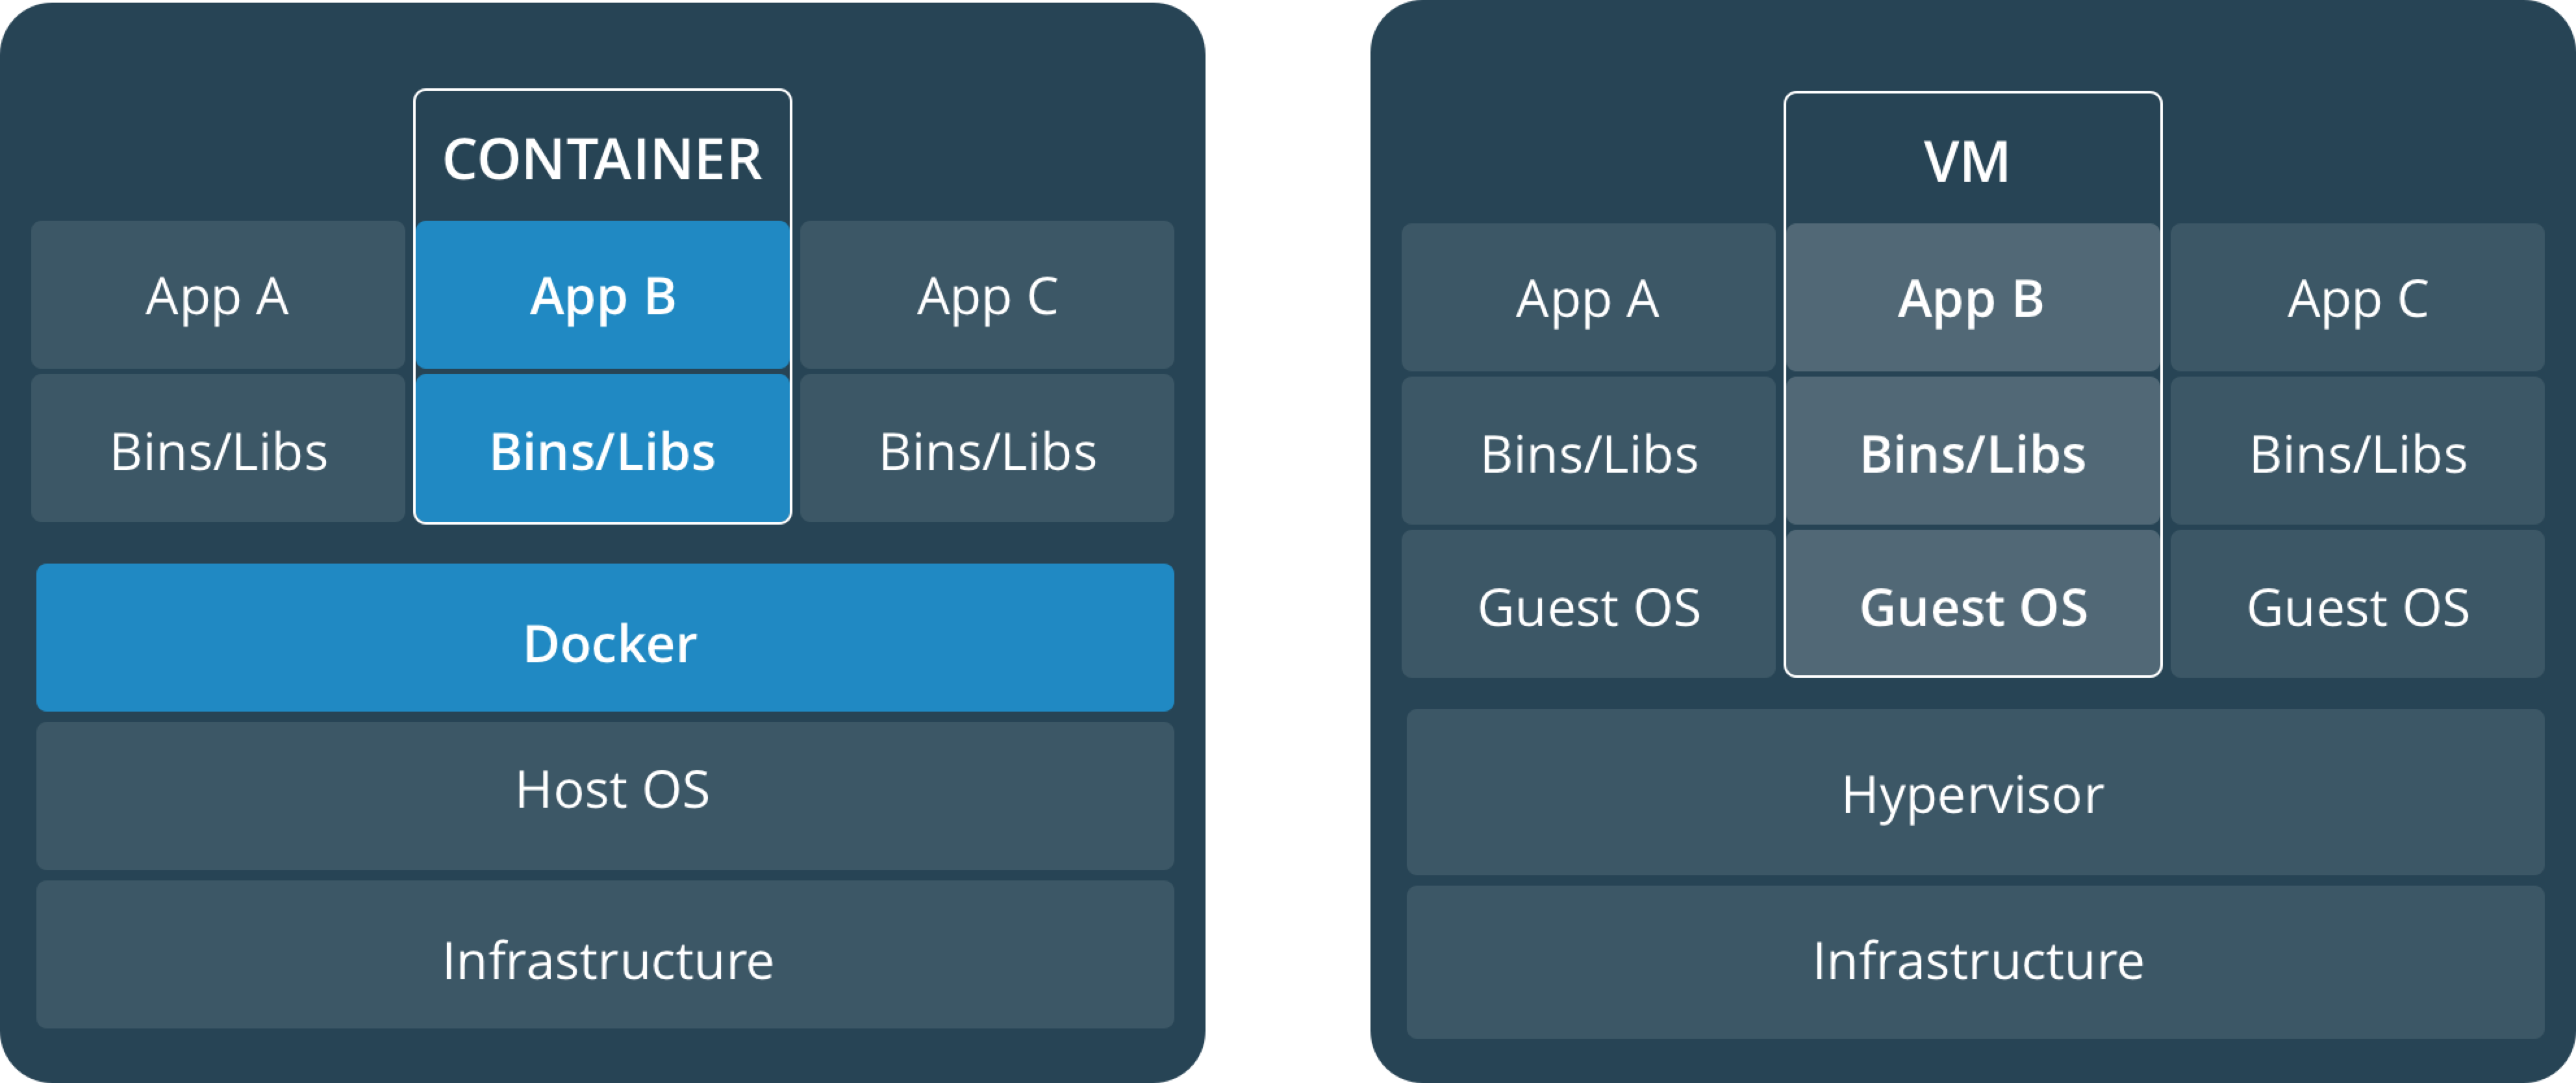 CONTAINER
App A
App B
App C
Bins/Libs
Bins/Libs
Bins/Libs
Docker
Host OS
Infrastructure
VM
App A
App B
App C
Bins/Libs
Bins/Libs
Bins/Libs
Guest OS
Guest OS
Guest OS
Hypervisor
Infrastructure